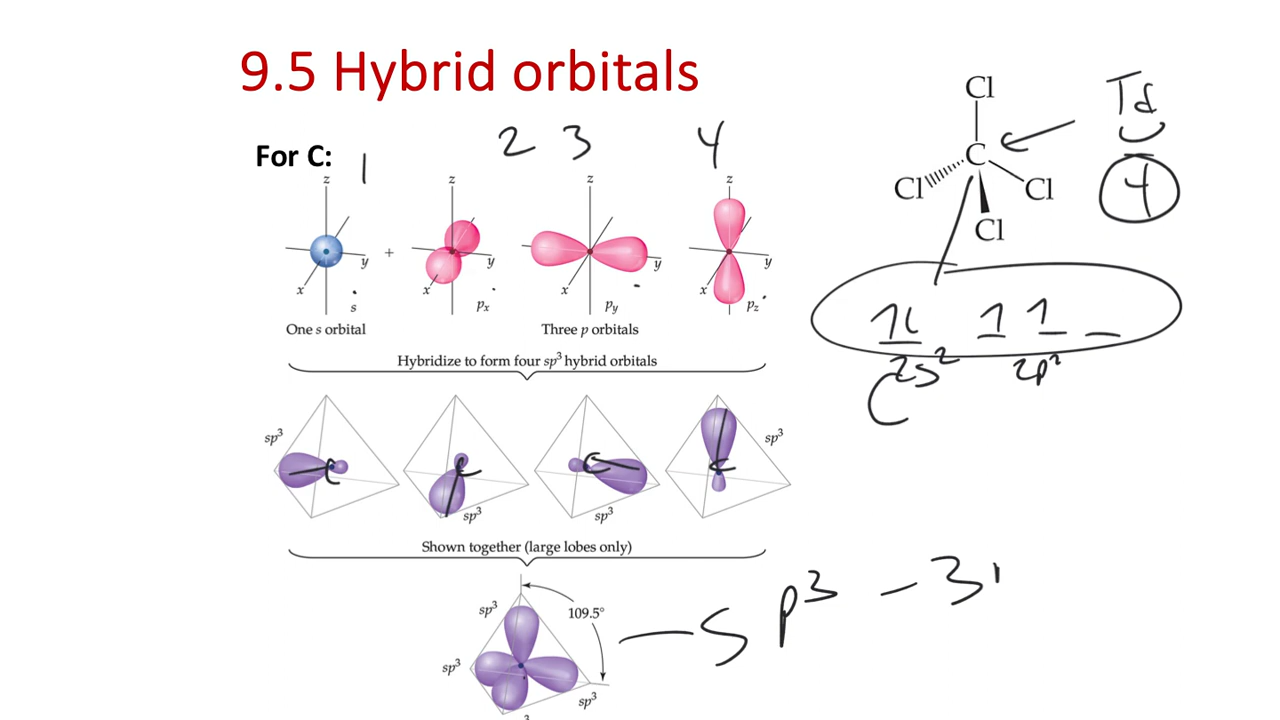 9.5 Hybrid orbitals
For C:
1 2 3 4
z z z z
+
y y y y
x x x x
s px py pz
One s orbital Three p orbitals
Hybridize to form four sp³ hybrid orbitals
sp³ sp³ sp³ sp³
C C C C
Shown together (large lobes only)
sp³ 109.5°
sp³ sp³
3
— sp³ – 3
Cl
C
Cl Cl
Cl
Td
4
2s² 2p²
C